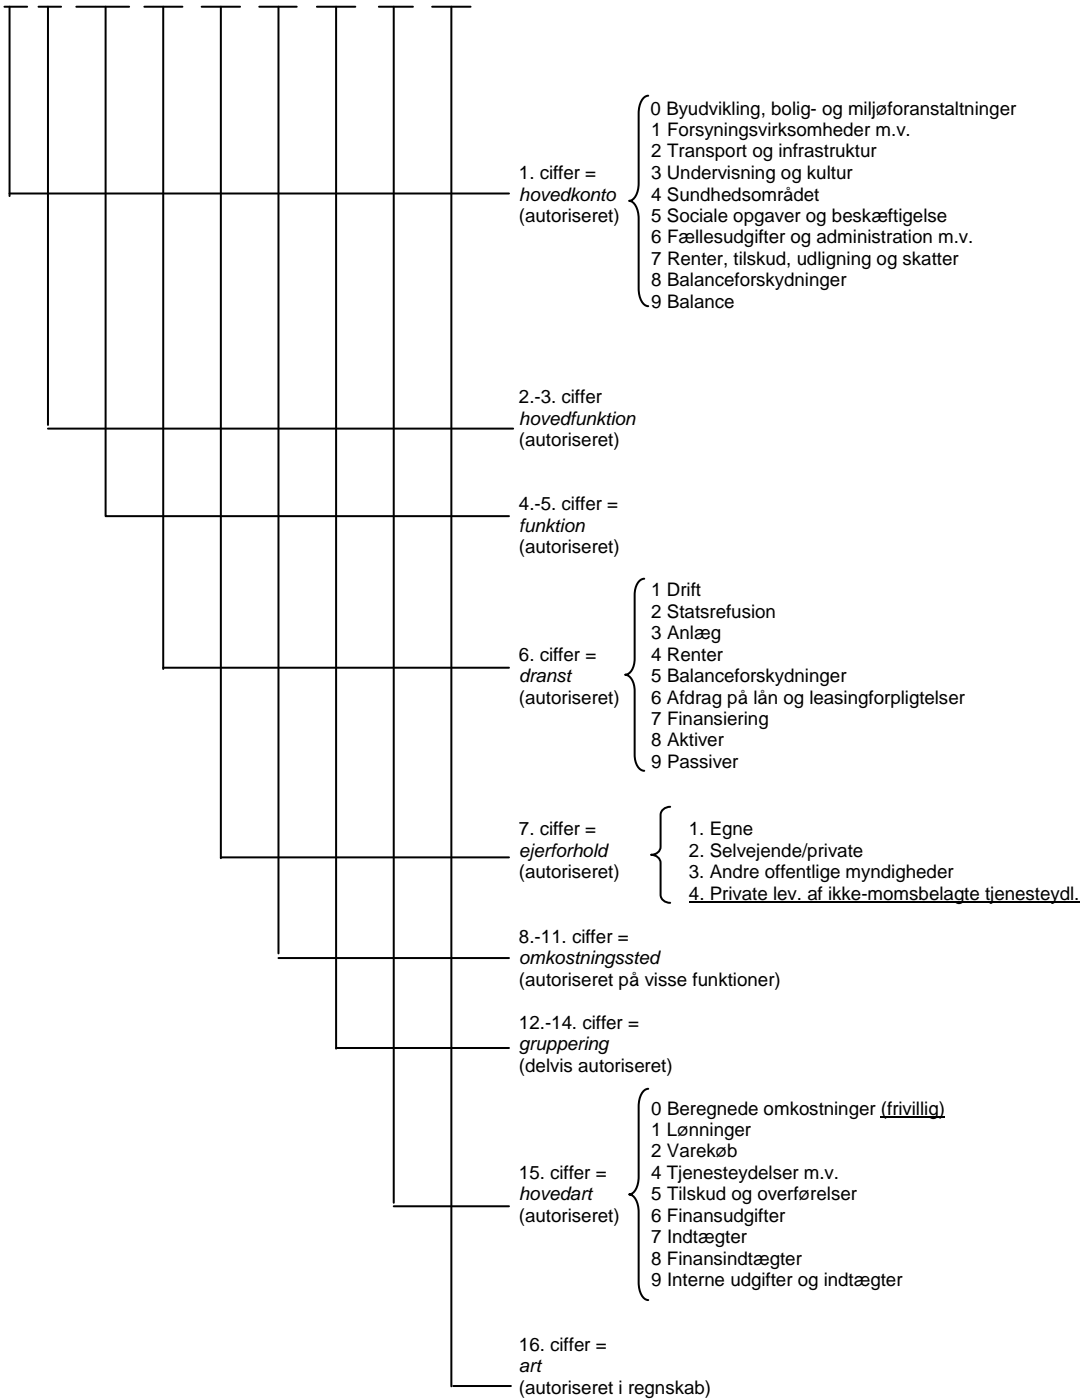 1. ciffer =
hovedkonto
(autoriseret)
0 Byudvikling, bolig- og miljøforanstaltninger
1 Forsyningsvirksomheder m.v.
2 Transport og infrastruktur
3 Undervisning og kultur
4 Sundhedsområdet
5 Sociale opgaver og beskæftigelse
6 Fællesudgifter og administration m.v.
7 Renter, tilskud, udligning og skatter
8 Balanceforskydninger
9 Balance
2.-3. ciffer
hovedfunktion
(autoriseret)
4.-5. ciffer =
funktion
(autoriseret)
6. ciffer =
dranst
(autoriseret)
1 Drift
2 Statsrefusion
3 Anlæg
4 Renter
5 Balanceforskydninger
6 Afdrag på lån og leasingforpligtelser
7 Finansiering
8 Aktiver
9 Passiver
7. ciffer =
ejerforhold
(autoriseret)
1. Egne
2. Selvejende/private
3. Andre offentlige myndigheder
4. Private lev. af ikke-momsbelagte tjenesteydl.
8.-11. ciffer =
omkostningssted
(autoriseret på visse funktioner)
12.-14. ciffer =
gruppering
(delvis autoriseret)
15. ciffer =
hovedart
(autoriseret)
0 Beregnede omkostninger (frivillig)
1 Lønninger
2 Varekøb
4 Tjenesteydelser m.v.
5 Tilskud og overførelser
6 Finansudgifter
7 Indtægter
8 Finansindtægter
9 Interne udgifter og indtægter
16. ciffer =
art
(autoriseret i regnskab)